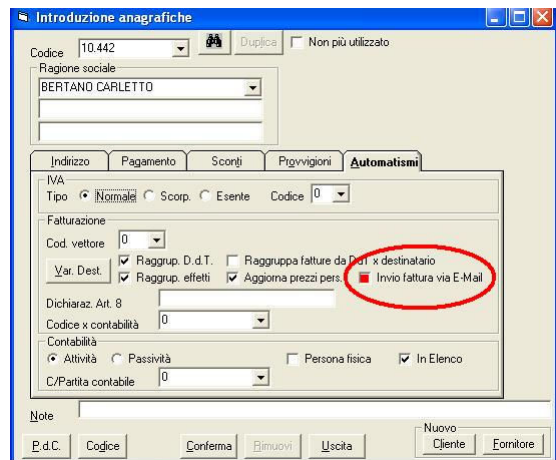 Introduzione anagrafiche
Codice 10.442 Duplica Non più utilizzato
Ragione sociale
BERTANO CARLETTO
Indirizzo Pagamento Sconti Provvigioni Automatismi
IVA
Tipo Normale Scorp. Esente Codice 0
Fatturazione
Cod. vettore 0
Var. Dest. Raggrup. D.d.T. Raggruppa fatture da DdT x destinatario
Raggrup. effetti Aggiorna prezzi pers. Invio fattura via E-Mail
Dichiaraz. Art. 8
Codice x contabilità 0
Contabilità
Attività Passività Persona fisica In Elenco
C/Partita contabile 0
Note
Nuovo
P.d.C. Codice Conferma Rimuovi Uscita Cliente Fornitore